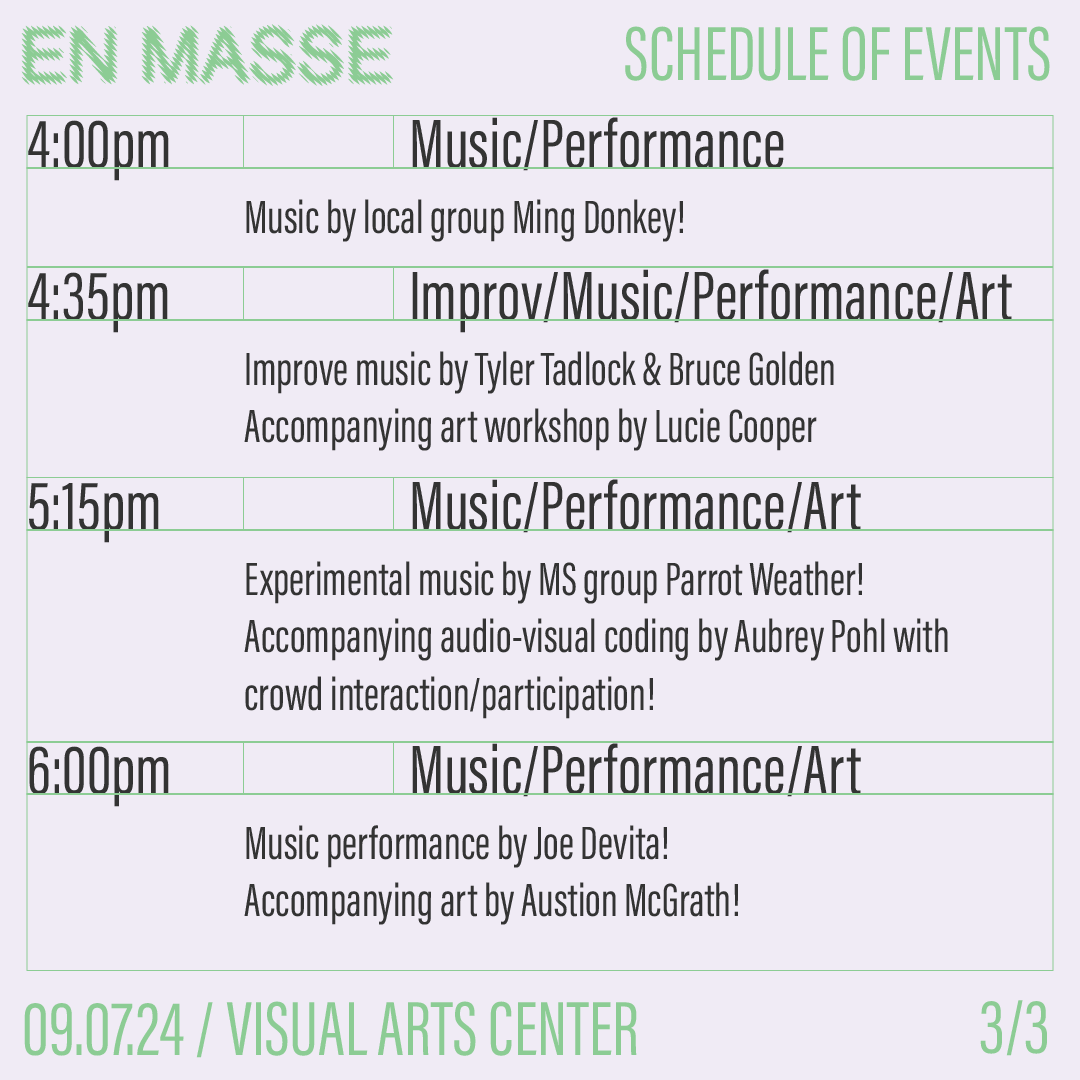 EN MASSE
SCHEDULE OF EVENTS
4:00pm Music/Performance
Music by local group Ming Donkey!
4:35pm Improv/Music/Performance/Art
Improve music by Tyler Tadlock & Bruce Golden
Accompanying art workshop by Lucie Cooper
5:15pm Music/Performance/Art
Experimental music by MS group Parrot Weather!
Accompanying audio-visual coding by Aubrey Pohl with
crowd interaction/participation!
6:00pm Music/Performance/Art
Music performance by Joe Devita!
Accompanying art by Austion McGrath!
09.07.24 / VISUAL ARTS CENTER
3/3